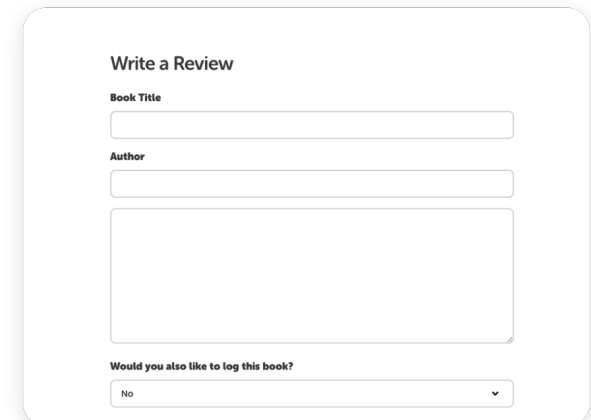 Write a Review
Book Title
Author
Would you also like to log this book?
No